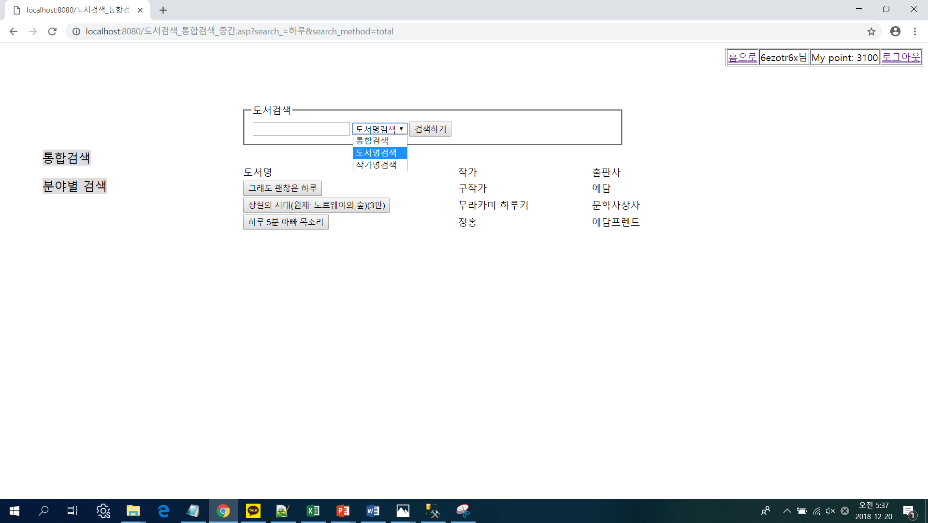 localhost:8080/도서검색_통합검
localhost:8080/도서검색_통합검색_중간.asp?search_=하루&search_method=total
홈으로 6ezotr6x님 My point: 3100 로그아웃
도서검색
도서명검색 검색하기
통합검색
도서명검색
작가명검색
통합검색
분야별 검색
도서명 작가 출판사
그래도 괜찮은 하루 구작가 예담
상실의 시대(원제: 노르웨이의 숲)(3판) 무라카미 하루키 문학사상사
하루 5분 아빠 목소리 정홍 예담프렌드
오전 5:37
2018-12-20
1